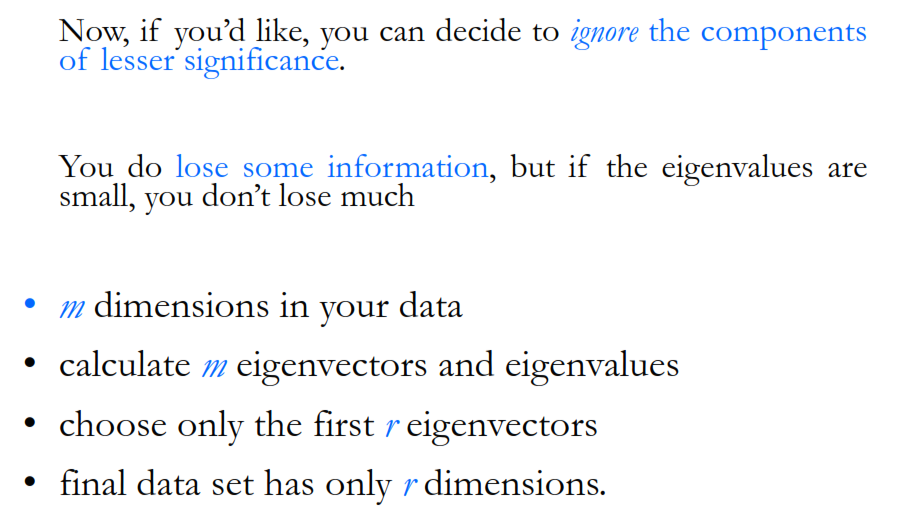 Now, if you’d like, you can decide to ignore the components
of lesser significance.
You do lose some information, but if the eigenvalues are
small, you don’t lose much
• m dimensions in your data
• calculate m eigenvectors and eigenvalues
• choose only the first r eigenvectors
• final data set has only r dimensions.